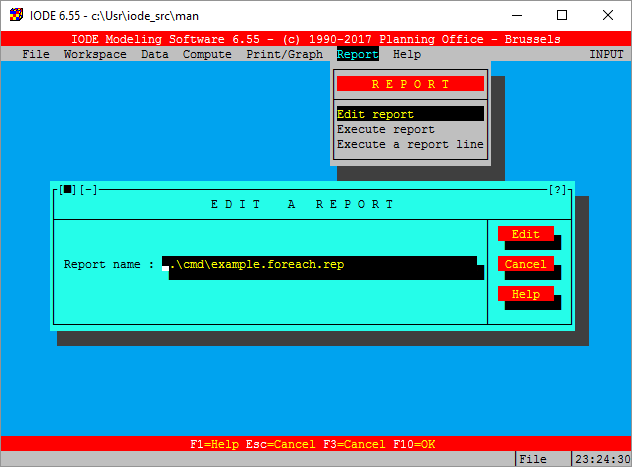 IODE 6.55 - c:\Usr\iode_src\man
IODE Modeling Software 6.55 - (c) 1990-2017 Planning Office - Brussels
File Workspace Data Compute Print/Graph Report Help INPUT
R E P O R T
Edit report
Execute report
Execute a report line
[■][-] [?]
E D I T A R E P O R T
Edit
Report name : .\cmd\example.foreach.rep
Cancel
Help
F1=Help Esc=Cancel F3=Cancel F10=OK
File 23:24:30